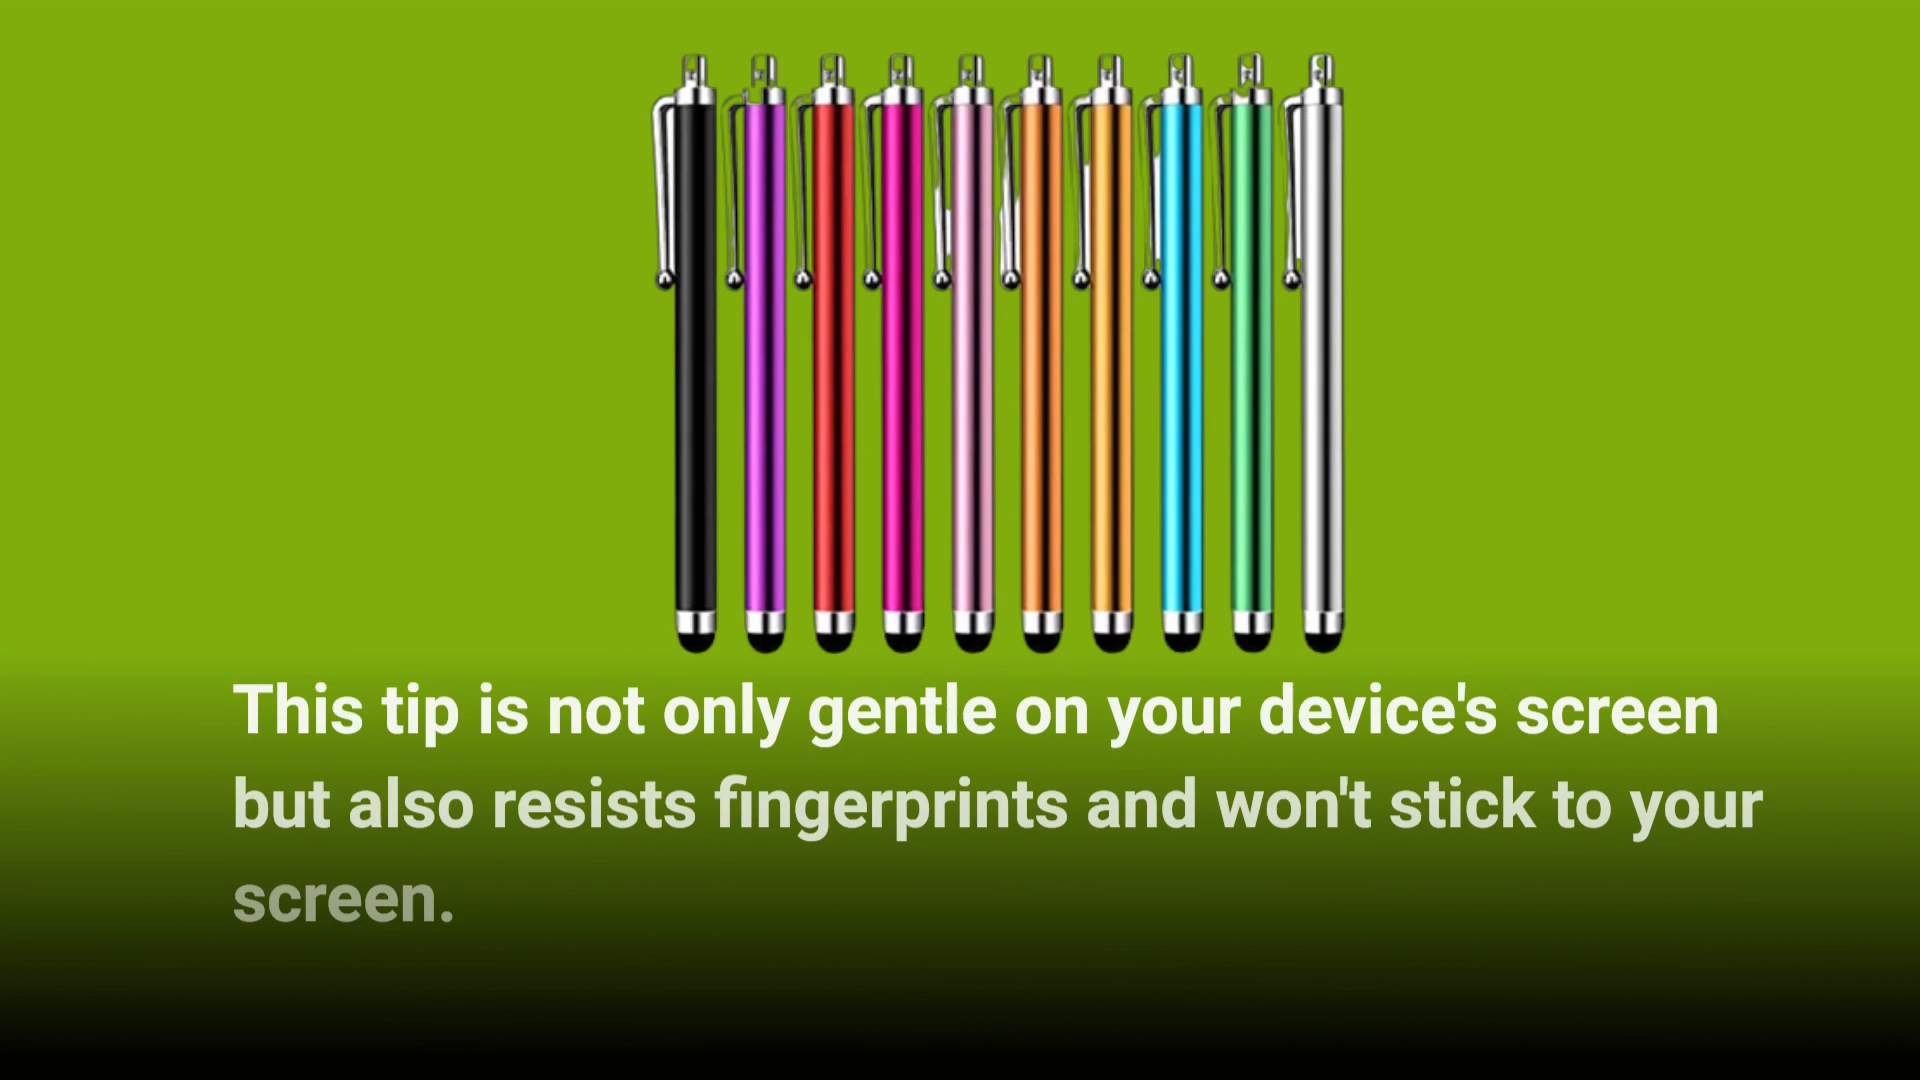 This tip is not only gentle on your device's screen
but also resists fingerprints and won't stick to your
screen.